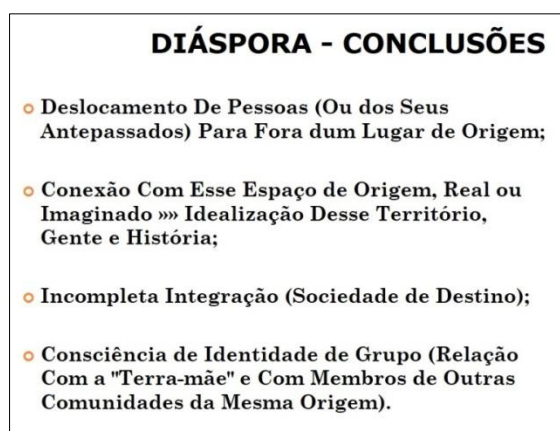 DIÁSPORA - CONCLUSÕES
Deslocamento De Pessoas (Ou dos Seus
Antepassados) Para Fora dum Lugar de Origem;
Conexão Com Esse Espaço de Origem, Real ou
Imaginado »» Idealização Desse Território,
Gente e História;
Incompleta Integração (Sociedade de Destino);
Consciência de Identidade de Grupo (Relação
Com a "Terra-mãe" e Com Membros de Outras
Comunidades da Mesma Origem).